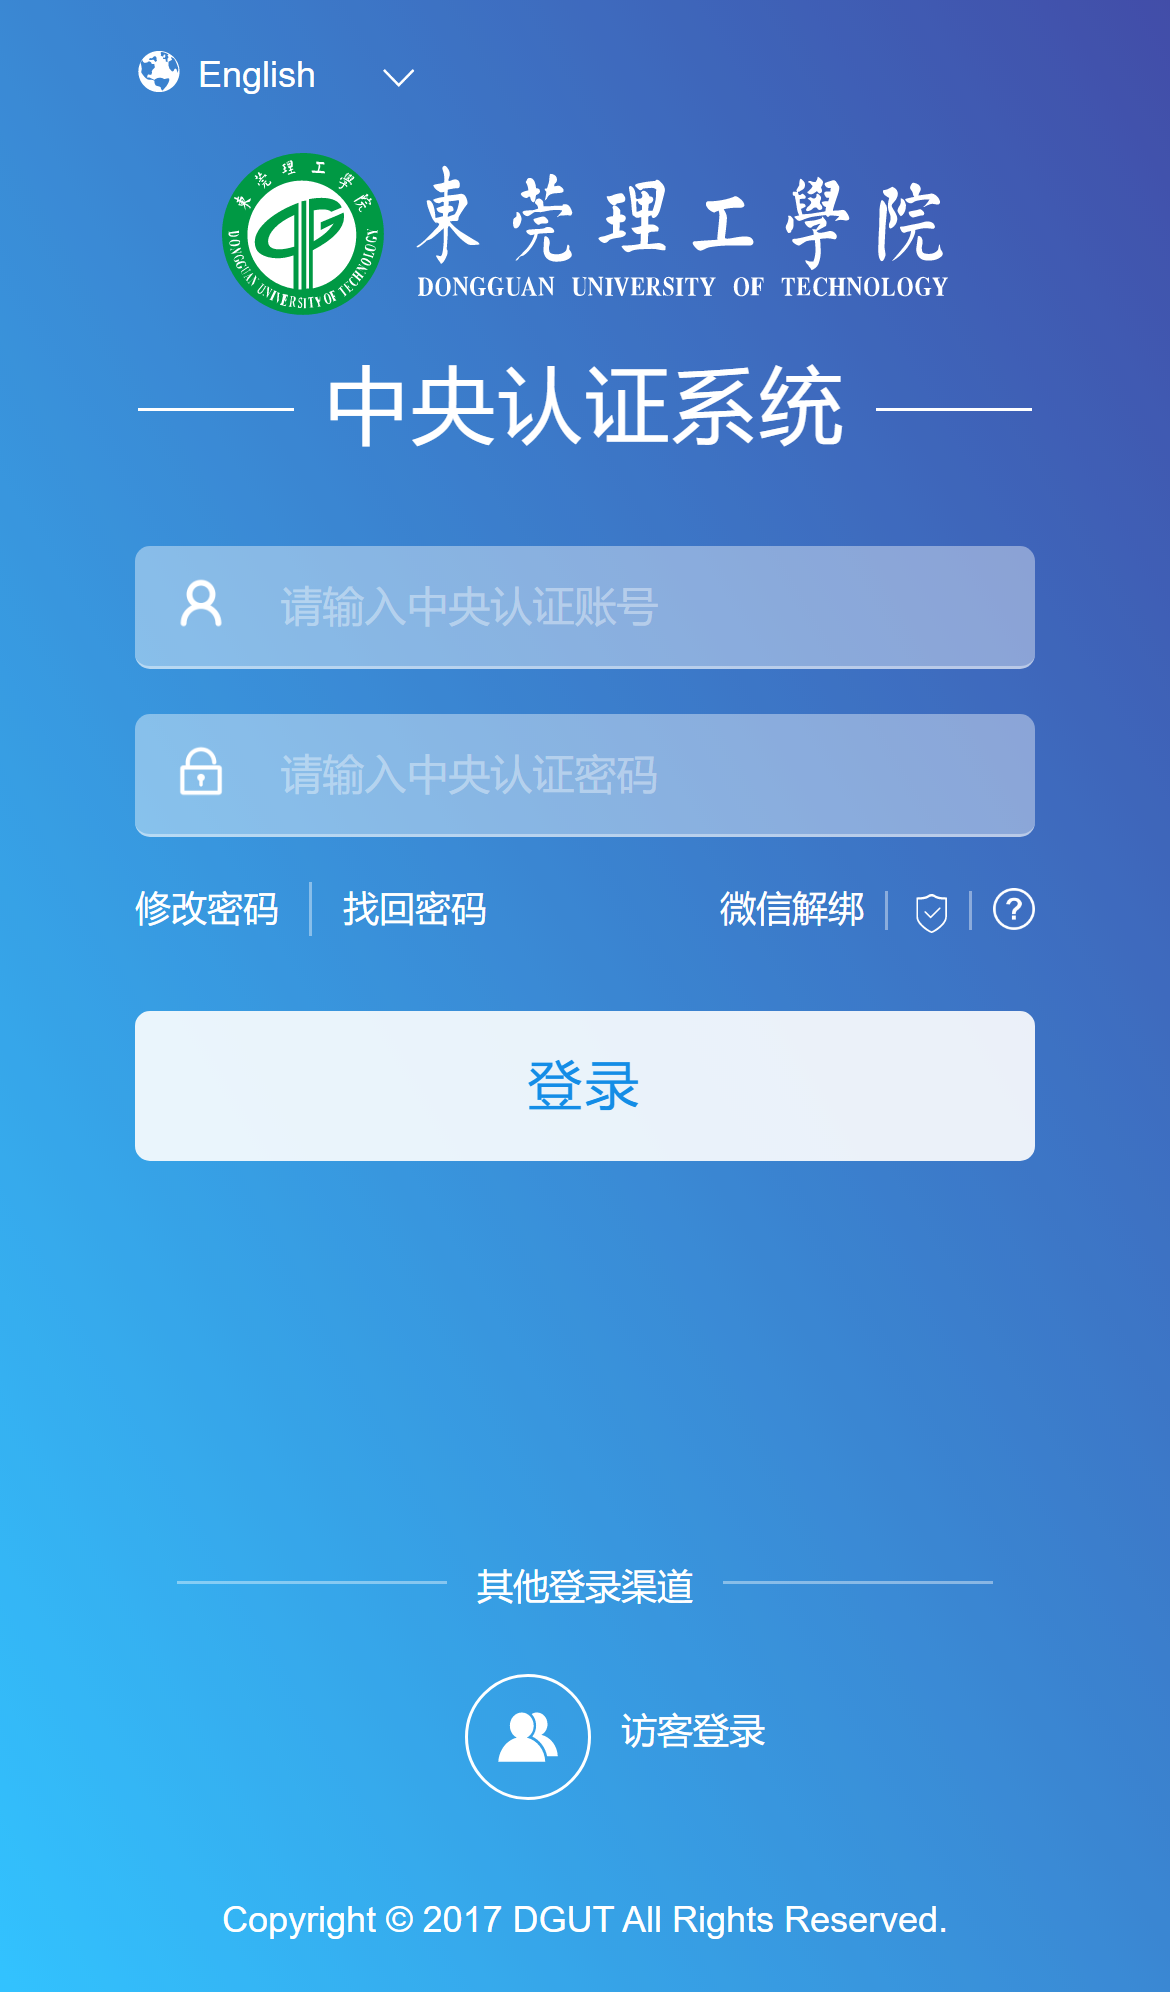 English
東莞理工學院
DONGGUAN UNIVERSITY OF TECHNOLOGY
東莞理工學院
DONGGUAN UNIVERSITY OF TECHNOLOGY
中央认证系统
请输入中央认证账号
请输入中央认证密码
修改密码 找回密码 微信解绑 ?
登录
其他登录渠道
访客登录
Copyright © 2017 DGUT All Rights Reserved.